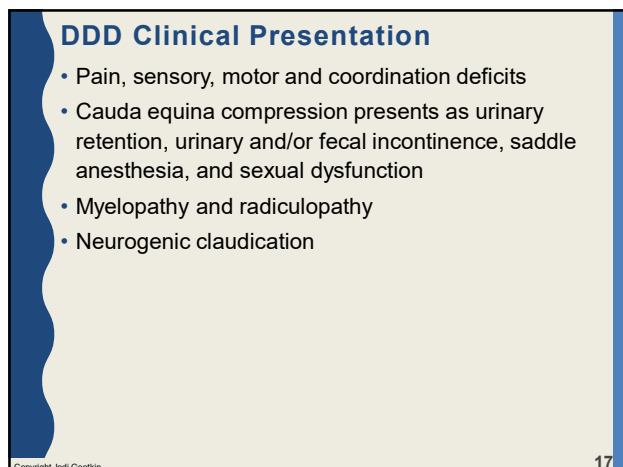 DDD Clinical Presentation
• Pain, sensory, motor and coordination deficits
• Cauda equina compression presents as urinary
retention, urinary and/or fecal incontinence, saddle
anesthesia, and sexual dysfunction
• Myelopathy and radiculopathy
• Neurogenic claudication
Copyright Jodi Gootkin
17